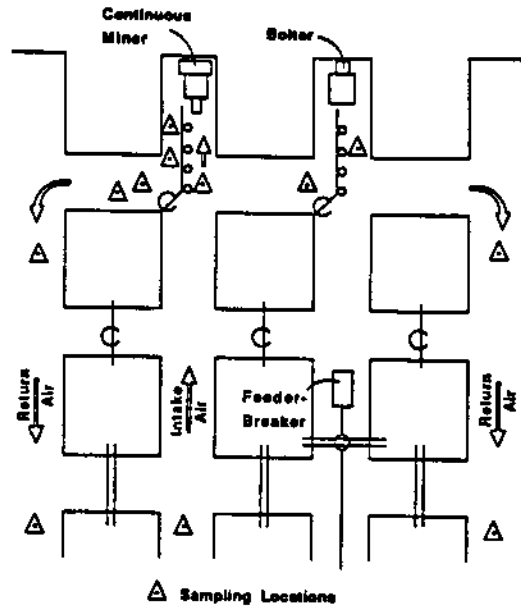 Continuous
Miner
Bolter
Return
Air
Intake
Air
Feeder-
Breaker
Return
Air
Sampling Locations